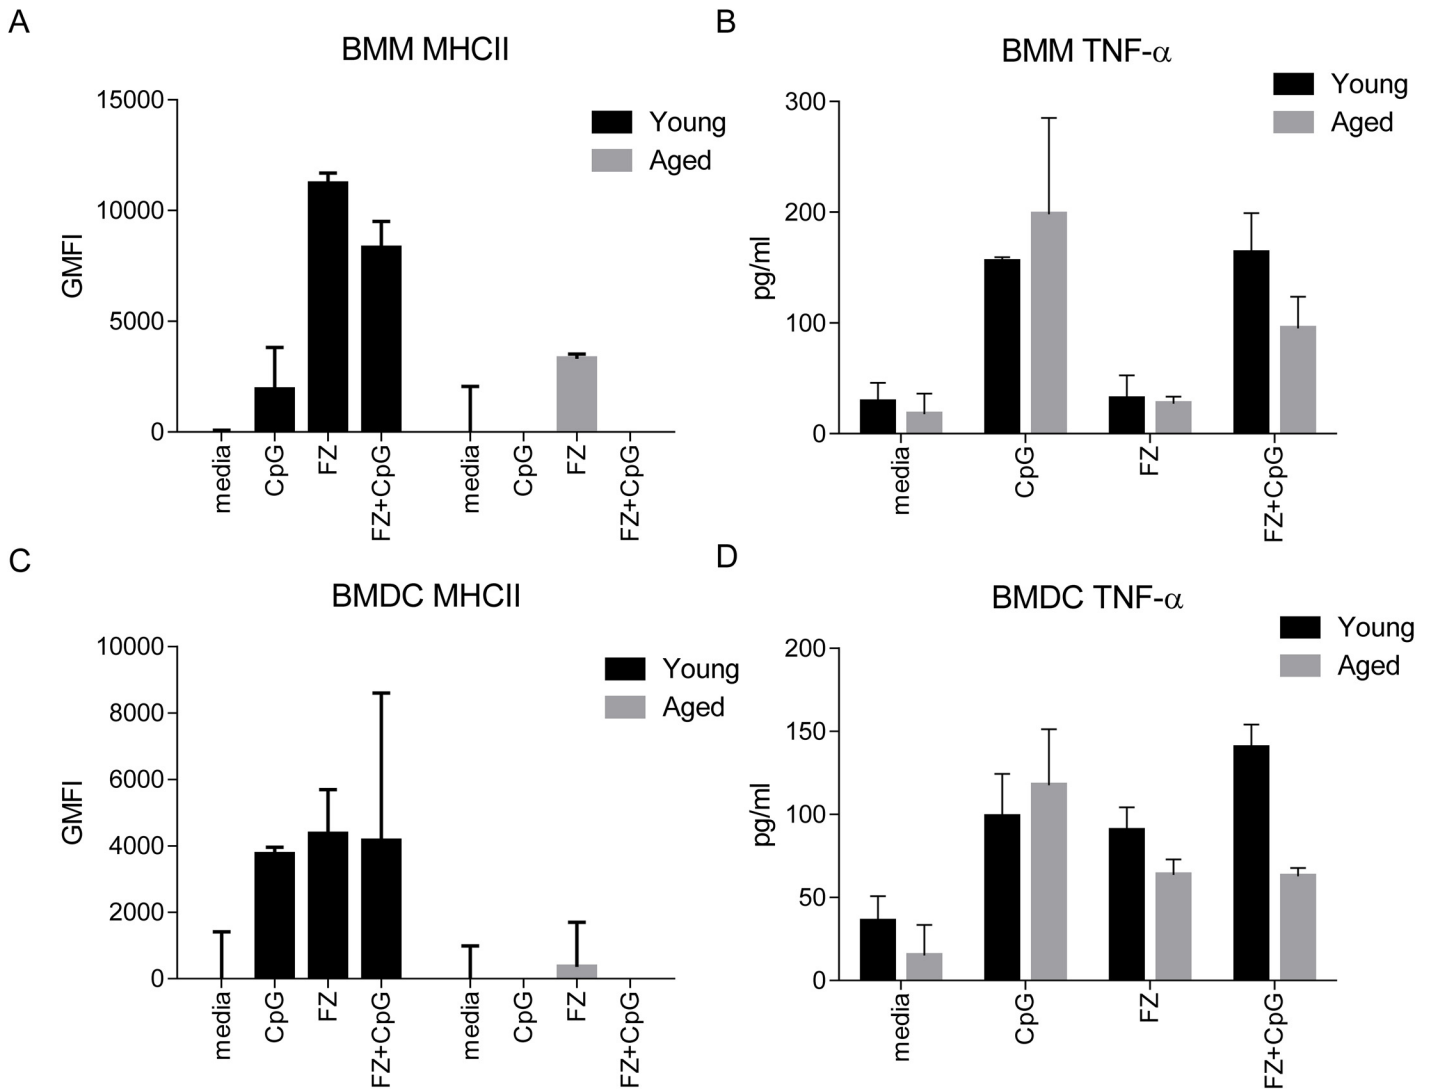 A
BMM MHCII
15000
10000
5000
0
GMFI
Young
Aged
media
CpG
FZ
FZ+CpG
media
CpG
FZ
FZ+CpG
B
BMM TNF-α
300
200
100
0
pg/ml
Young
Aged
media
CpG
FZ
FZ+CpG
C
BMDC MHCII
10000
8000
6000
4000
2000
0
GMFI
Young
Aged
media
CpG
FZ
FZ+CpG
media
CpG
FZ
FZ+CpG
D
BMDC TNF-α
200
150
100
50
0
pg/ml
Young
Aged
media
CpG
FZ
FZ+CpG